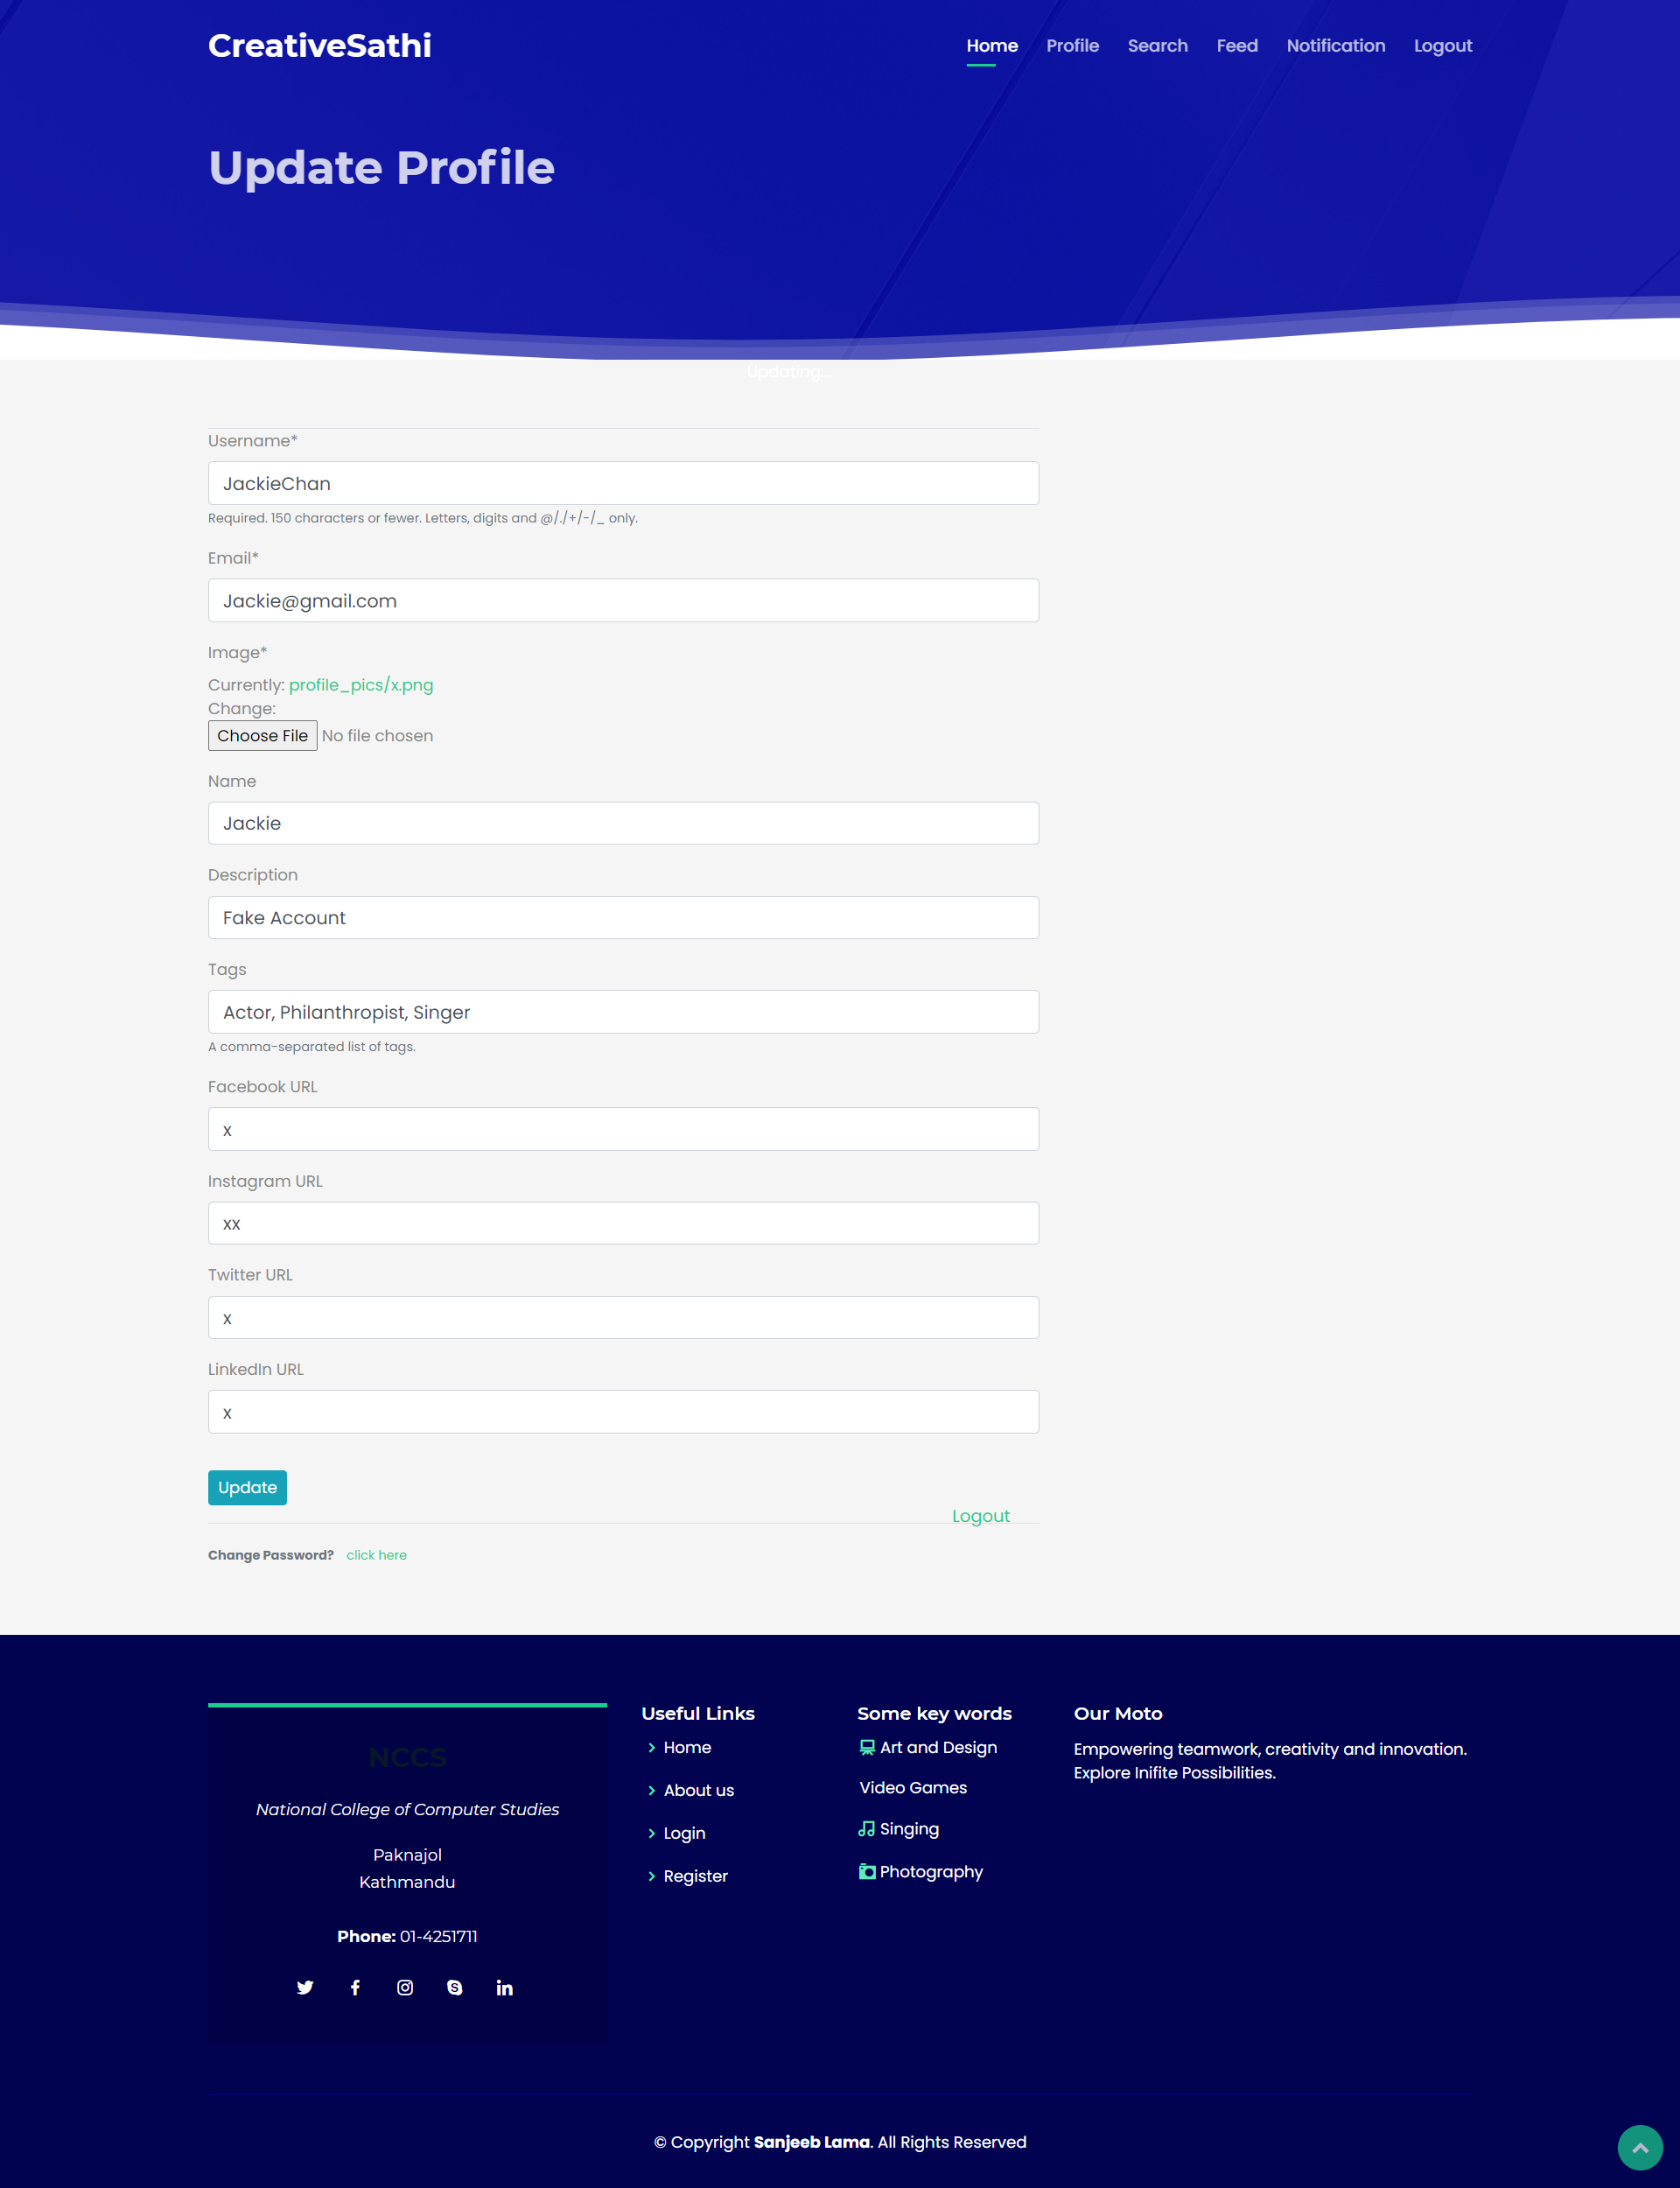 CreativeSathi
Home Profile Search Feed Notification Logout
Update Profile
Updating...
Username*
JackieChan
Required. 150 characters or fewer. Letters, digits and @/./+/-/_ only.
Email*
Jackie@gmail.com
Image*
Currently: profile_pics/x.png
Change:
Choose File No file chosen
Name
Jackie
Description
Fake Account
Tags
Actor, Philanthropist, Singer
A comma-separated list of tags.
Facebook URL
x
Instagram URL
xx
Twitter URL
x
LinkedIn URL
x
Update
Logout
Change Password? click here
NCCS
National College of Computer Studies
Paknajol
Kathmandu
Phone: 01-4251711
Useful Links
Home
About us
Login
Register
Some key words
Art and Design
Video Games
Singing
Photography
Our Moto
Empowering teamwork, creativity and innovation.
Explore Inifite Possibilities.
© Copyright Sanjeeb Lama. All Rights Reserved